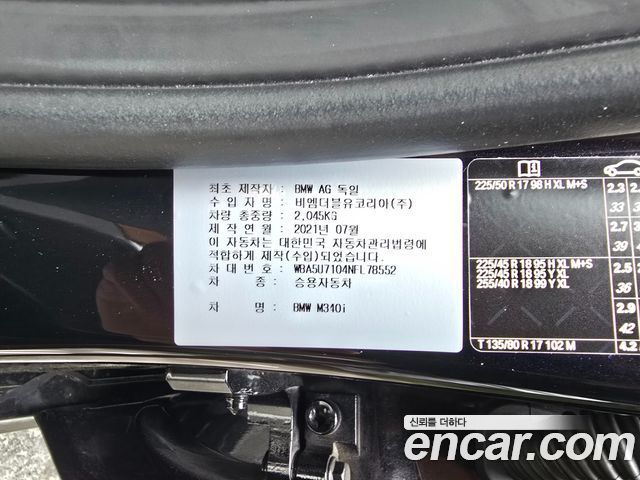 최초 제작자 : BMW AG 독일
수 입 자 명 : 비엠더블유코리아(주)
차량 총중량 : 2,045KG
제 작 연 월 : 2021년 07월
이 자동차는 대한민국 자동차관리법령에
적합하게 제작(수입)되었습니다.
차 대 번 호 : WBA5U7104NFL78552
차 종 : 승용자동차
차 명 : BMW M340i
225/50 R 17 98 H XL M+S
2.3
33
2.7
39
225/45 R 18 95 H XL M+S
225/45 R 18 95 Y XL
255/40 R 18 99 Y XL
2.5
36
2.9
42
T 135/80 R 17 102 M
4.2
신뢰를 더하다
encar.com